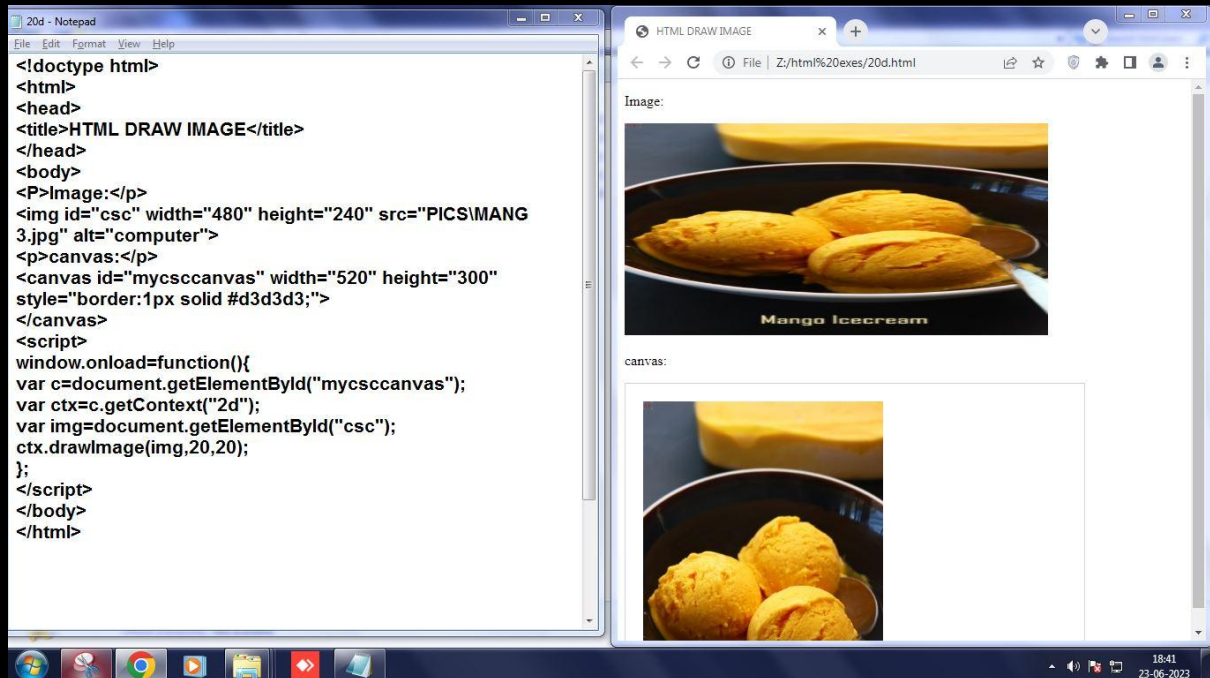 20d - Notepad
File Edit Format View Help
<!doctype html>
<html>
<head>
<title>HTML DRAW IMAGE</title>
</head>
<body>
<P>Image:</p>
<img id="csc" width="480" height="240" src="PICS\MANG
3.jpg" alt="computer">
<p>canvas:</p>
<canvas id="mycsccanvas" width="520" height="300"
style="border:1px solid #d3d3d3;">
</canvas>
<script>
window.onload=function(){
var c=document.getElementById("mycsccanvas");
var ctx=c.getContext("2d");
var img=document.getElementById("csc");
ctx.drawImage(img,20,20);
};
</script>
</body>
</html>
HTML DRAW IMAGE
File | Z:/html%20exes/20d.html
Image:
Mango Icecream
canvas:
18:41
23-06-2023